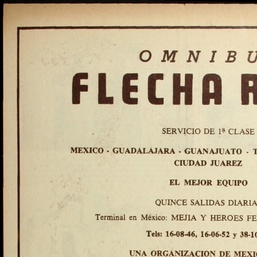 OMNIBU
FLECHA R
SERVICIO DE 1ª CLASE
MEXICO - GUADALAJARA - GUANAJUATO - T
CIUDAD JUAREZ
EL MEJOR EQUIPO
QUINCE SALIDAS DIARIA
Terminal en México: MEJIA Y HEROES FE
Tels: 16-08-46, 16-06-52 y 38-10
UNA ORGANIZACION DE MEXIC